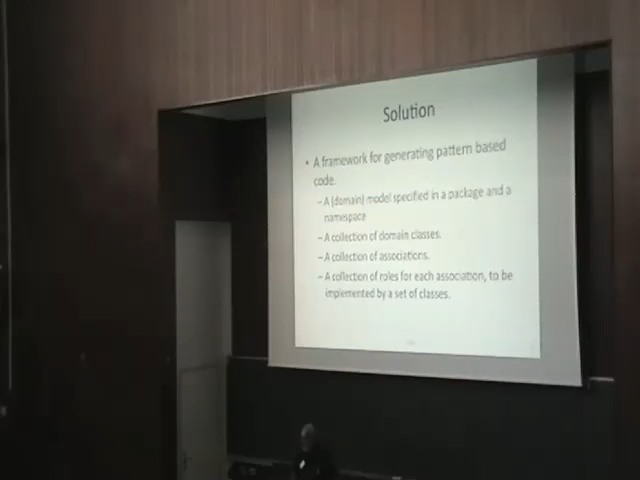 Solution
• A framework for generating pattern based
code.
– A (domain) model specified in a package and a
namespace
– A collection of domain classes.
– A collection of associations.
– A collection of roles for each association, to be
implemented by a set of classes.